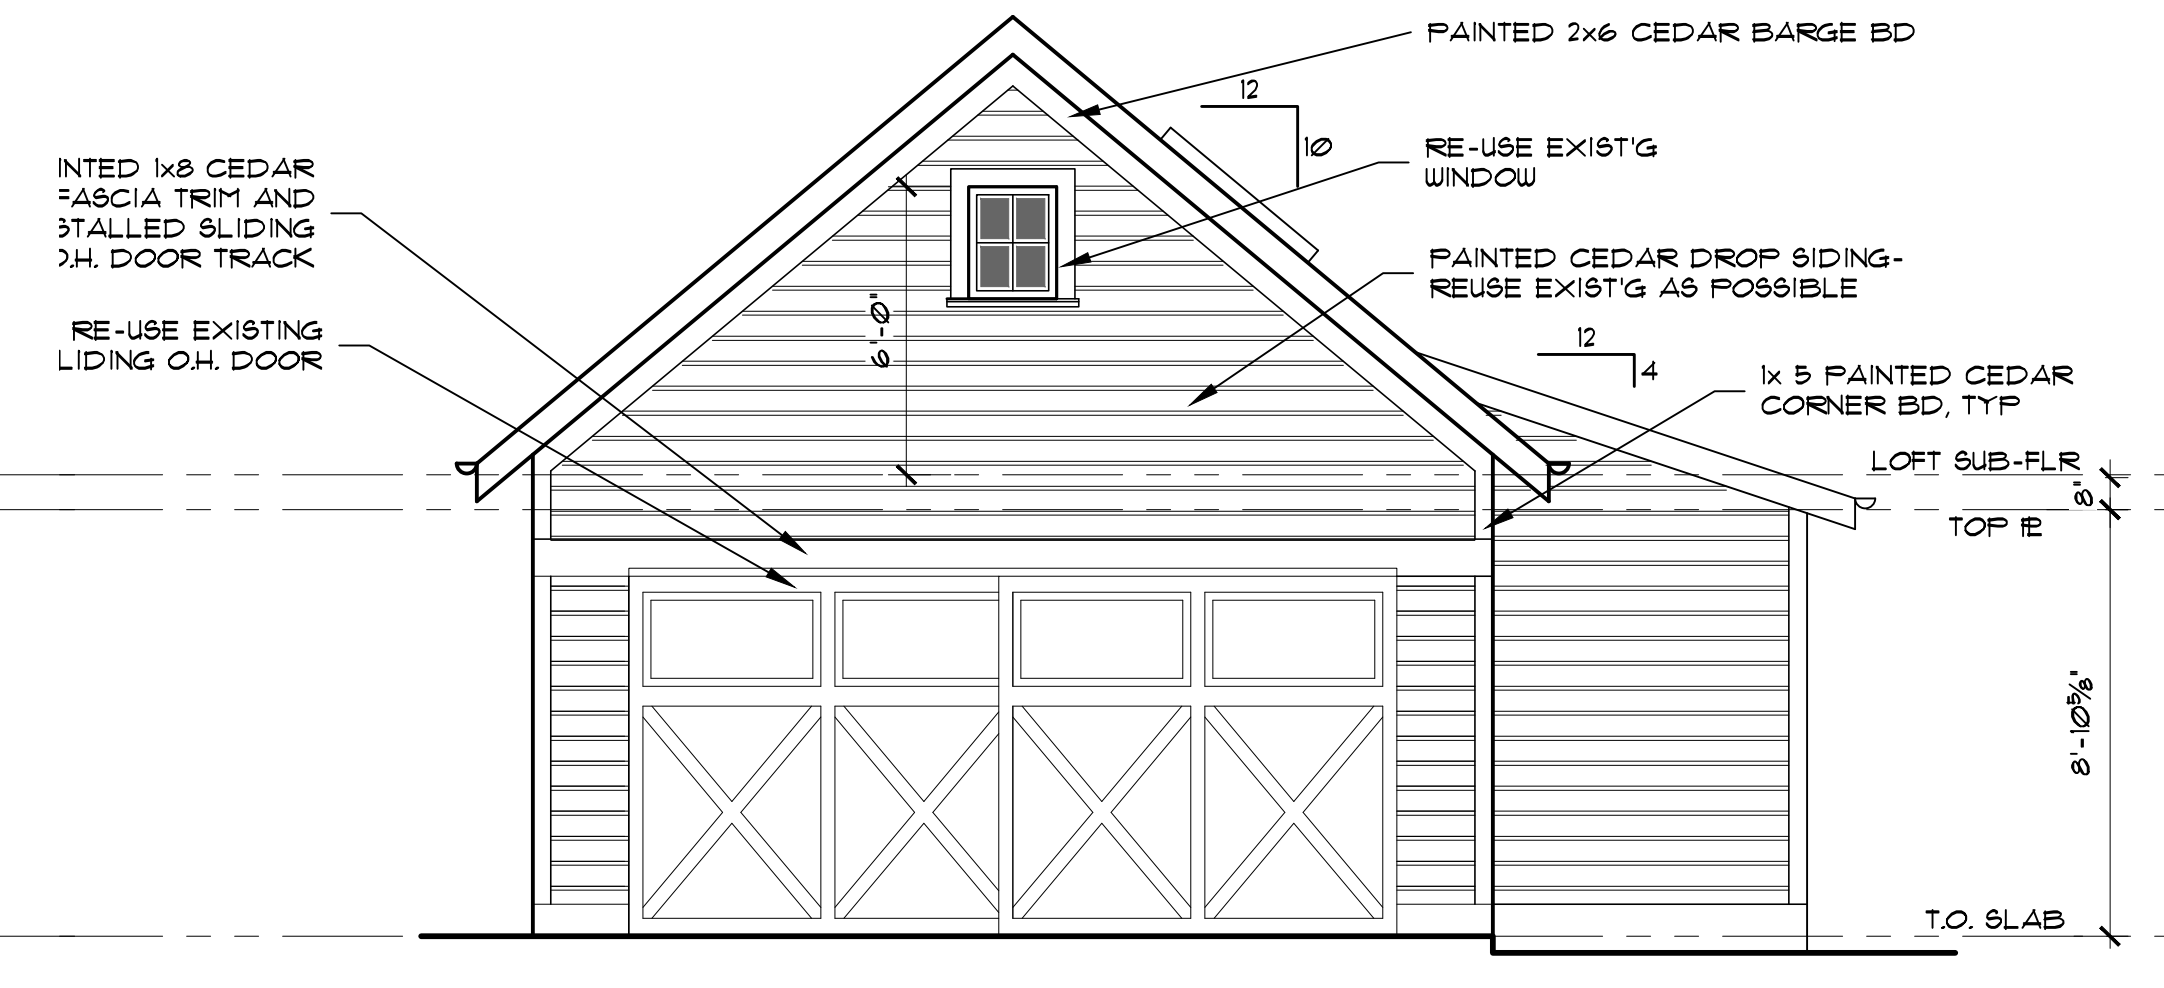 PAINTED 2x6 CEDAR BARGE BD
12
10
RE-USE EXIST'G
WINDOW
INTED 1x8 CEDAR
FASCIA TRIM AND
STALLED SLIDING
O.H. DOOR TRACK
PAINTED CEDAR DROP SIDING-
REUSE EXIST'G AS POSSIBLE
6'-0"
RE-USE EXISTING
LIDING O.H. DOOR
12
4
1x 5 PAINTED CEDAR
CORNER BD, TYP
LOFT SUB-FLR
8"
TOP PL
8'-10⅝"
T.O. SLAB